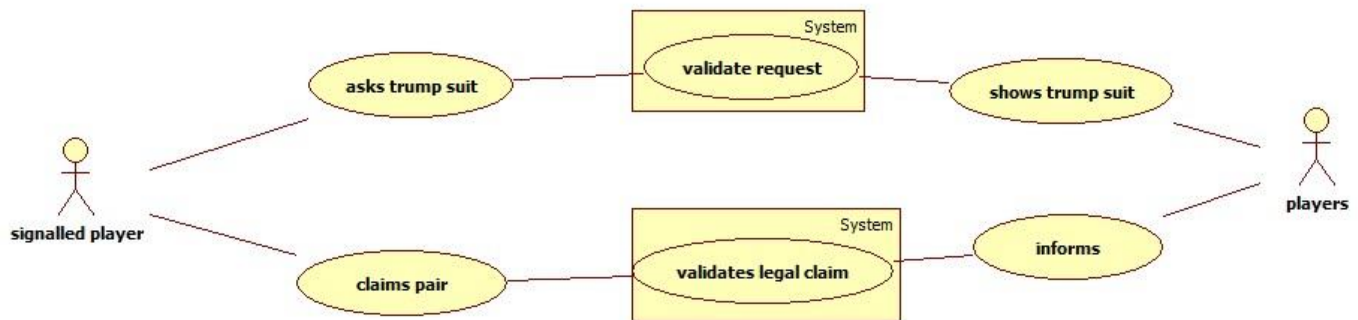 System
asks trump suit
validate request
shows trump suit
signalled player
players
System
claims pair
validates legal claim
informs